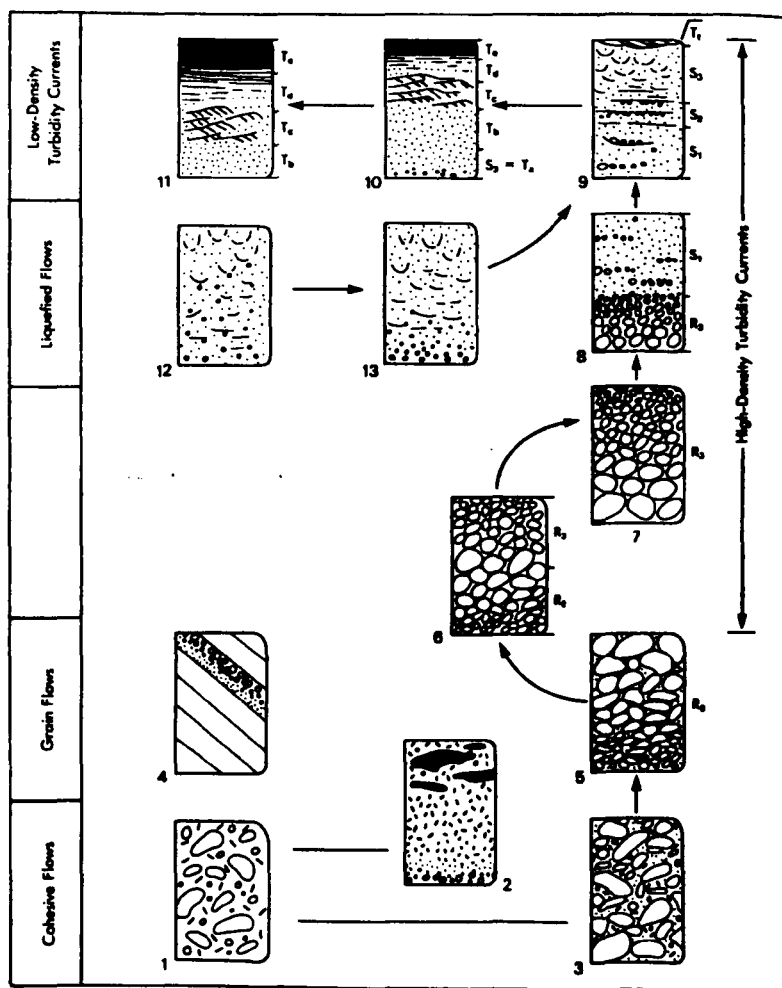 Low-Density
Turbidity Currents
Liquefied Flows
Grain Flows
Cohesive Flows
High-Density Turbidity Currents
Te
Td
Tc
Tb
11
Te
Td
Tc
Tb
S3 = Ta
10
Tt
S3
S2
S1
9
12
13
S1
R3
8
R3
7
R3
R2
6
4
R2
5
2
1
3